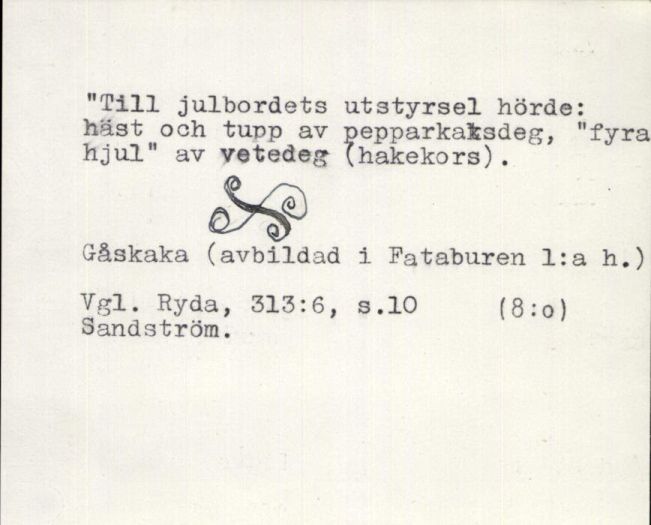 "Till julbordets utstyrsel hörde:
häst och tupp av pepparkaksdeg, "fyra
hjul" av vetedeg (hakekors).
Gåskaka (avbildad i Fataburen 1:a h.)
Vgl. Ryda, 313:6, s.10 (8:o)
Sandström.